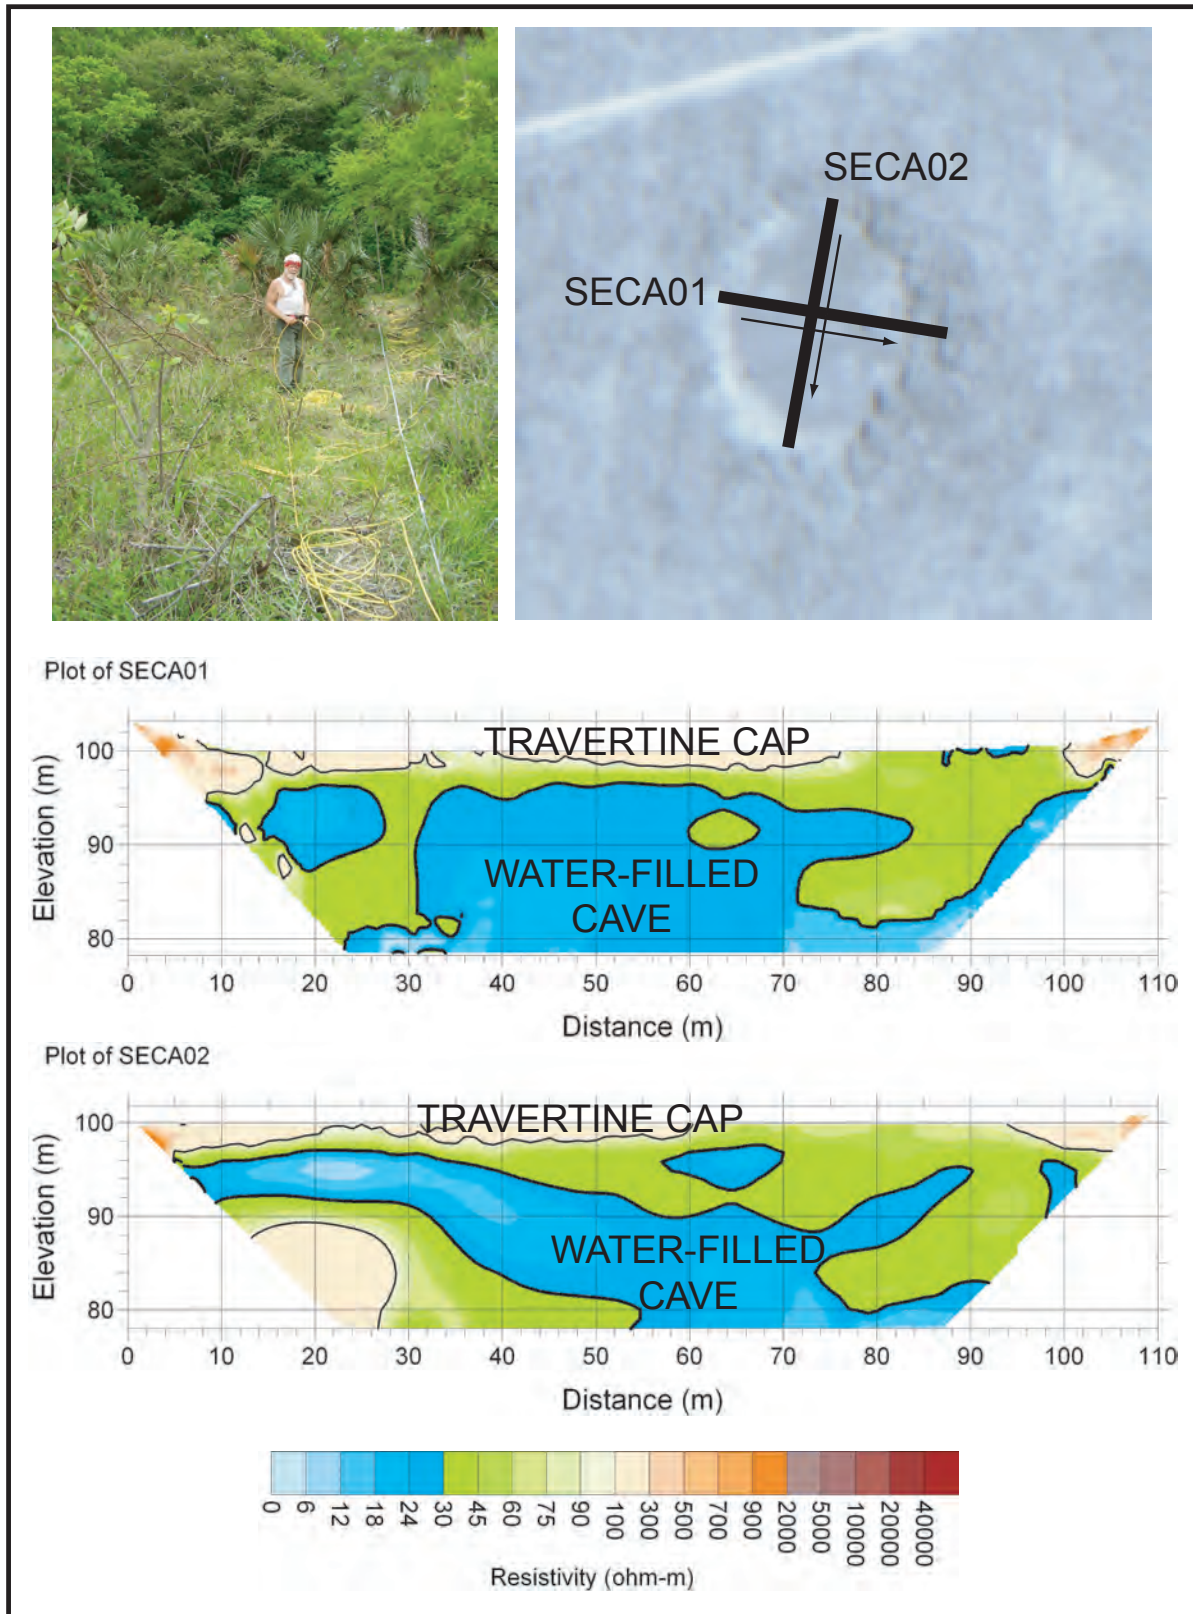 SECA02
SECA01
Plot of SECA01
TRAVERTINE CAP
100
90
80
Elevation (m)
WATER-FILLED
CAVE
0 10 20 30 40 50 60 70 80 90 100 110
Distance (m)
Plot of SECA02
TRAVERTINE CAP
100
90
80
Elevation (m)
WATER-FILLED
CAVE
0 10 20 30 40 50 60 70 80 90 100 110
Distance (m)
0 6 12 18 24 30 45 60 75 90 100 300 500 700 900 2000 5000 10000 20000 40000
Resistivity (ohm-m)